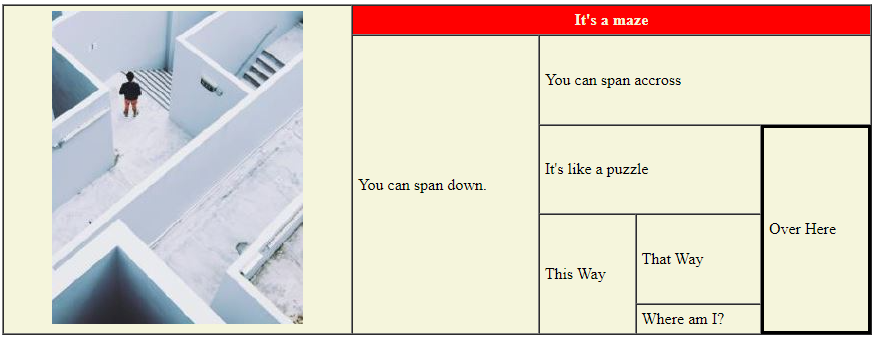 It's a maze
You can span accross
You can span down.
It's like a puzzle
Over Here
This Way
That Way
Where am I?